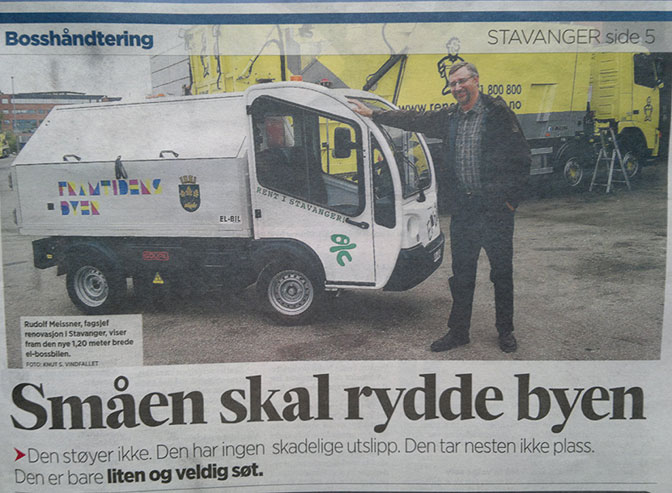 Bosshåndtering
STAVANGER side 5
1 800 800
www.ren
no
FRAMTIDENS
BYEN
EL-BIL
RENT I STAVANGER!
Rudolf Meissner, fagsjef
renovasjon i Stavanger, viser
fram den nye 1,20 meter brede
el-bossbilen.
FOTO: KNUT S. VINDFALLET
Småen skal rydde byen
➤Den støyer ikke. Den har ingen skadelige utslipp. Den tar nesten ikke plass.
Den er bare liten og veldig søt.